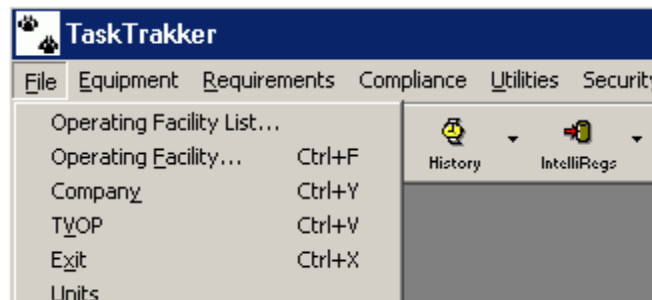 TaskTrakker
File Equipment Requirements Compliance Utilities Security
Operating Facility List...
Operating Facility... Ctrl+F
Company Ctrl+Y
TVOP Ctrl+V
Exit Ctrl+X
Units
History IntelliRegs